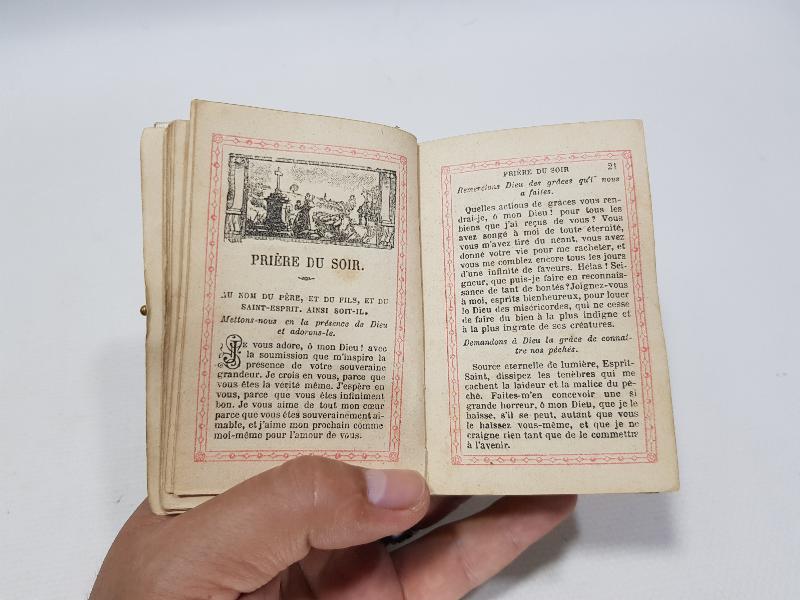 PRIÈRE DU SOIR.
AU NOM DU PÈRE, ET DU FILS, ET DU
SAINT-ESPRIT. AINSI SOIT-IL.
Mettons-nous en la présence de Dieu
et adorons-le.
Je vous adore, ô mon Dieu! avec
la soumission que m'inspire la
presence de votre souveraine
grandeur. Je crois en vous, parce que
vous êtes la vérité même. J'espère en
vous, parce que vous êtes infiniment
bon. Je vous aime de tout mon cœur
parce que vous êtes souverainement ai-
mable, et j'aime mon prochain comme
moi-même pour l'amour de vous.
PRIÈRE DU SOIR 21
Remercions Dieu des grâces qu'il nous
a faites.
Quelles actions de graces vous ren-
drai-je, ô mon Dieu! pour tous les
biens que j'ai reçus de vous? Vous
avez songé à moi de toute éternité,
vous m'avez tiré du neant, vous avez
donné votre vie pour me racheter, et
vous me comblez encore tous les jours
d'une infinité de faveurs. Hélas! Sei-
gneur, que puis-je faire en reconnais-
sance de tant de bontés? Joignez-vous
à moi, esprits bienheureux, pour louer
le Dieu des miséricordes, qui ne cesse
de faire du bien à la plus indigne et
à la plus ingrate de ses créatures.
Demandons à Dieu la grâce de connaî-
tre nos péchés.
Source eternelle de lumière, Esprit-
Saint, dissipez les tenèbres qui me
cachent la laideur et la malice du pé-
ché. Faites-m'en concevoir une si
grande horreur, ô mon Dieu, que je le
haïsse, s'il se peut, autant que vous
le haïssez vous-même, et que je ne
craigne rien tant que de le commettre
à l'avenir.